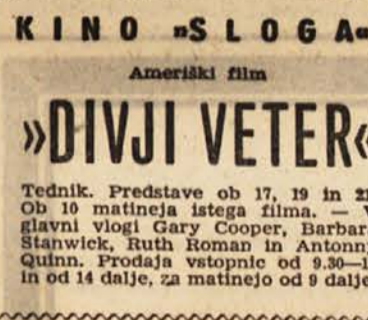 KINO »SLOGA«
Ameriški film
»DIVJI VETER«
Tednik. Predstave ob 17, 19 in 21
Ob 10 matineja istega filma. — V
glavni vlogi Gary Cooper, Barbar
Stanwick, Ruth Roman in Antonn
Quinn. Prodaja vstopnic od 9.30—1
in od 14 dalje, za matinejo od 9 dalje